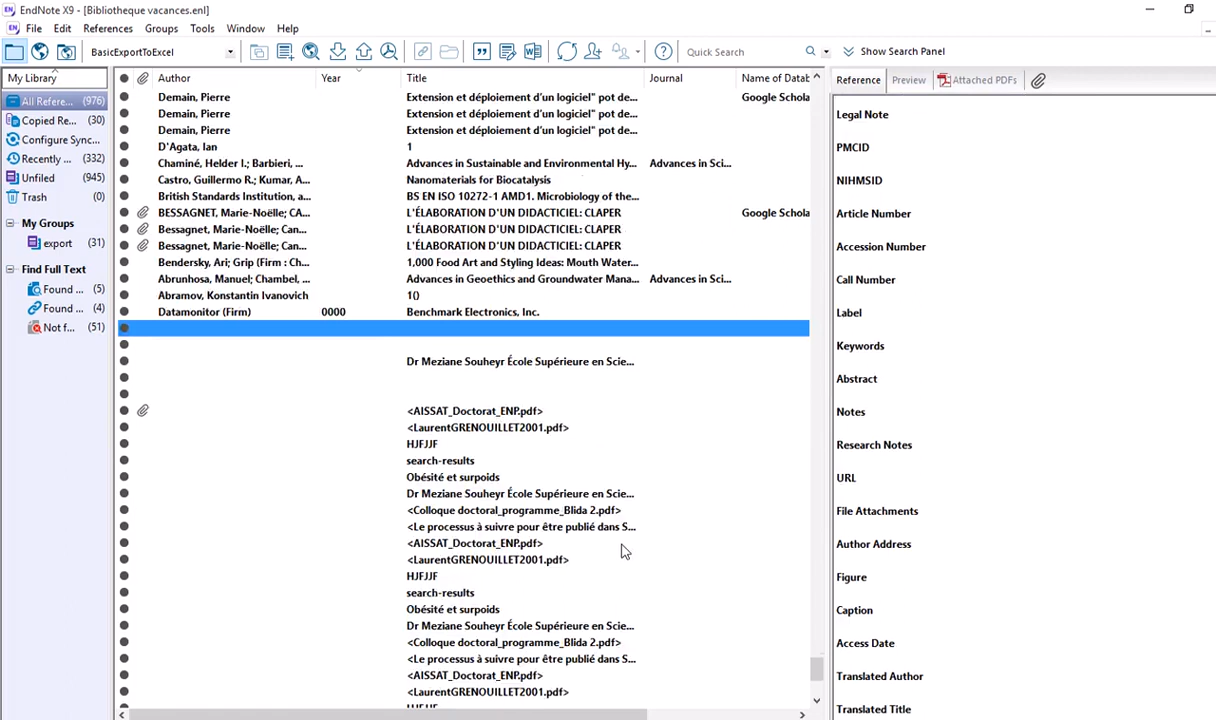 EndNote X9 - [Bibliotheque vacances.enl]
File Edit References Groups Tools Window Help
BasicExportToExcel Quick Search Show Search Panel
My Library Author Year Title Journal Name of Datab Reference Preview Attached PDFs
All Refere... (976)
Copied Re... (30)
Configure Sync...
Recently ... (332)
Unfiled (945)
Trash (0)
My Groups
export (31)
Find Full Text
Found ... (5)
Found ... (4)
Not f... (51)
Demain, Pierre Extension et déploiement d'un logiciel" pot de... Google Schola
Demain, Pierre Extension et déploiement d'un logiciel" pot de...
Demain, Pierre Extension et déploiement d'un logiciel" pot de...
D'Agata, Ian 1
Chaminé, Helder I.; Barbieri, ... Advances in Sustainable and Environmental Hy... Advances in Sci...
Castro, Guillermo R.; Kumar, A... Nanomaterials for Biocatalysis
British Standards Institution, a... BS EN ISO 10272-1 AMD1. Microbiology of the...
BESSAGNET, Marie-Noëlle; CA... L'ÉLABORATION D'UN DIDACTICIEL: CLAPER Google Schola
Bessagnet, Marie-Noëlle; Can... L'ÉLABORATION D'UN DIDACTICIEL: CLAPER
Bessagnet, Marie-Noëlle; Can... L'ÉLABORATION D'UN DIDACTICIEL: CLAPER
Bendersky, Ari; Grip (Firm : Ch... 1,000 Food Art and Styling Ideas: Mouth Water...
Abrunhosa, Manuel; Chambel, ... Advances in Geoethics and Groundwater Mana... Advances in Sci...
Abramov, Konstantin Ivanovich 1()
Datamonitor (Firm) 0000 Benchmark Electronics, Inc.
Dr Meziane Souheyr École Supérieure en Scie...
<AISSAT_Doctorat_ENP.pdf>
<LaurentGRENOUILLET2001.pdf>
HJFJJF
search-results
Obésité et surpoids
Dr Meziane Souheyr École Supérieure en Scie...
<Colloque doctoral_programme_Blida 2.pdf>
<Le processus à suivre pour être publié dans S...
<AISSAT_Doctorat_ENP.pdf>
<LaurentGRENOUILLET2001.pdf>
HJFJJF
search-results
Obésité et surpoids
Dr Meziane Souheyr École Supérieure en Scie...
<Colloque doctoral_programme_Blida 2.pdf>
<Le processus à suivre pour être publié dans S...
<AISSAT_Doctorat_ENP.pdf>
<LaurentGRENOUILLET2001.pdf>
HJFJJF
Legal Note
PMCID
NIHMSID
Article Number
Accession Number
Call Number
Label
Keywords
Abstract
Notes
Research Notes
URL
File Attachments
Author Address
Figure
Caption
Access Date
Translated Author
Translated Title